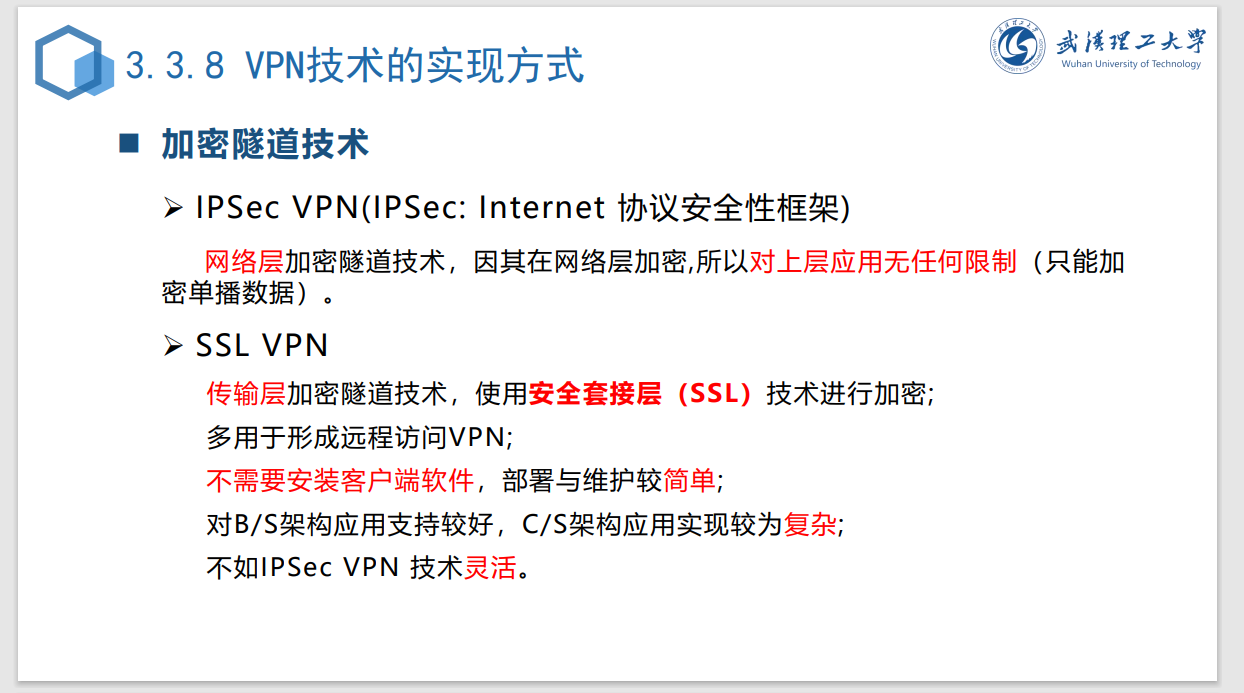 3.3.8 VPN技术的实现方式
武汉理工大学
Wuhan University of Technology
加密隧道技术
IPSec VPN(IPSec: Internet 协议安全性框架)
网络层加密隧道技术，因其在网络层加密,所以对上层应用无任何限制（只能加
密单播数据）。
SSL VPN
传输层加密隧道技术，使用安全套接层（SSL）技术进行加密;
多用于形成远程访问VPN;
不需要安装客户端软件，部署与维护较简单;
对B/S架构应用支持较好，C/S架构应用实现较为复杂;
不如IPSec VPN 技术灵活。